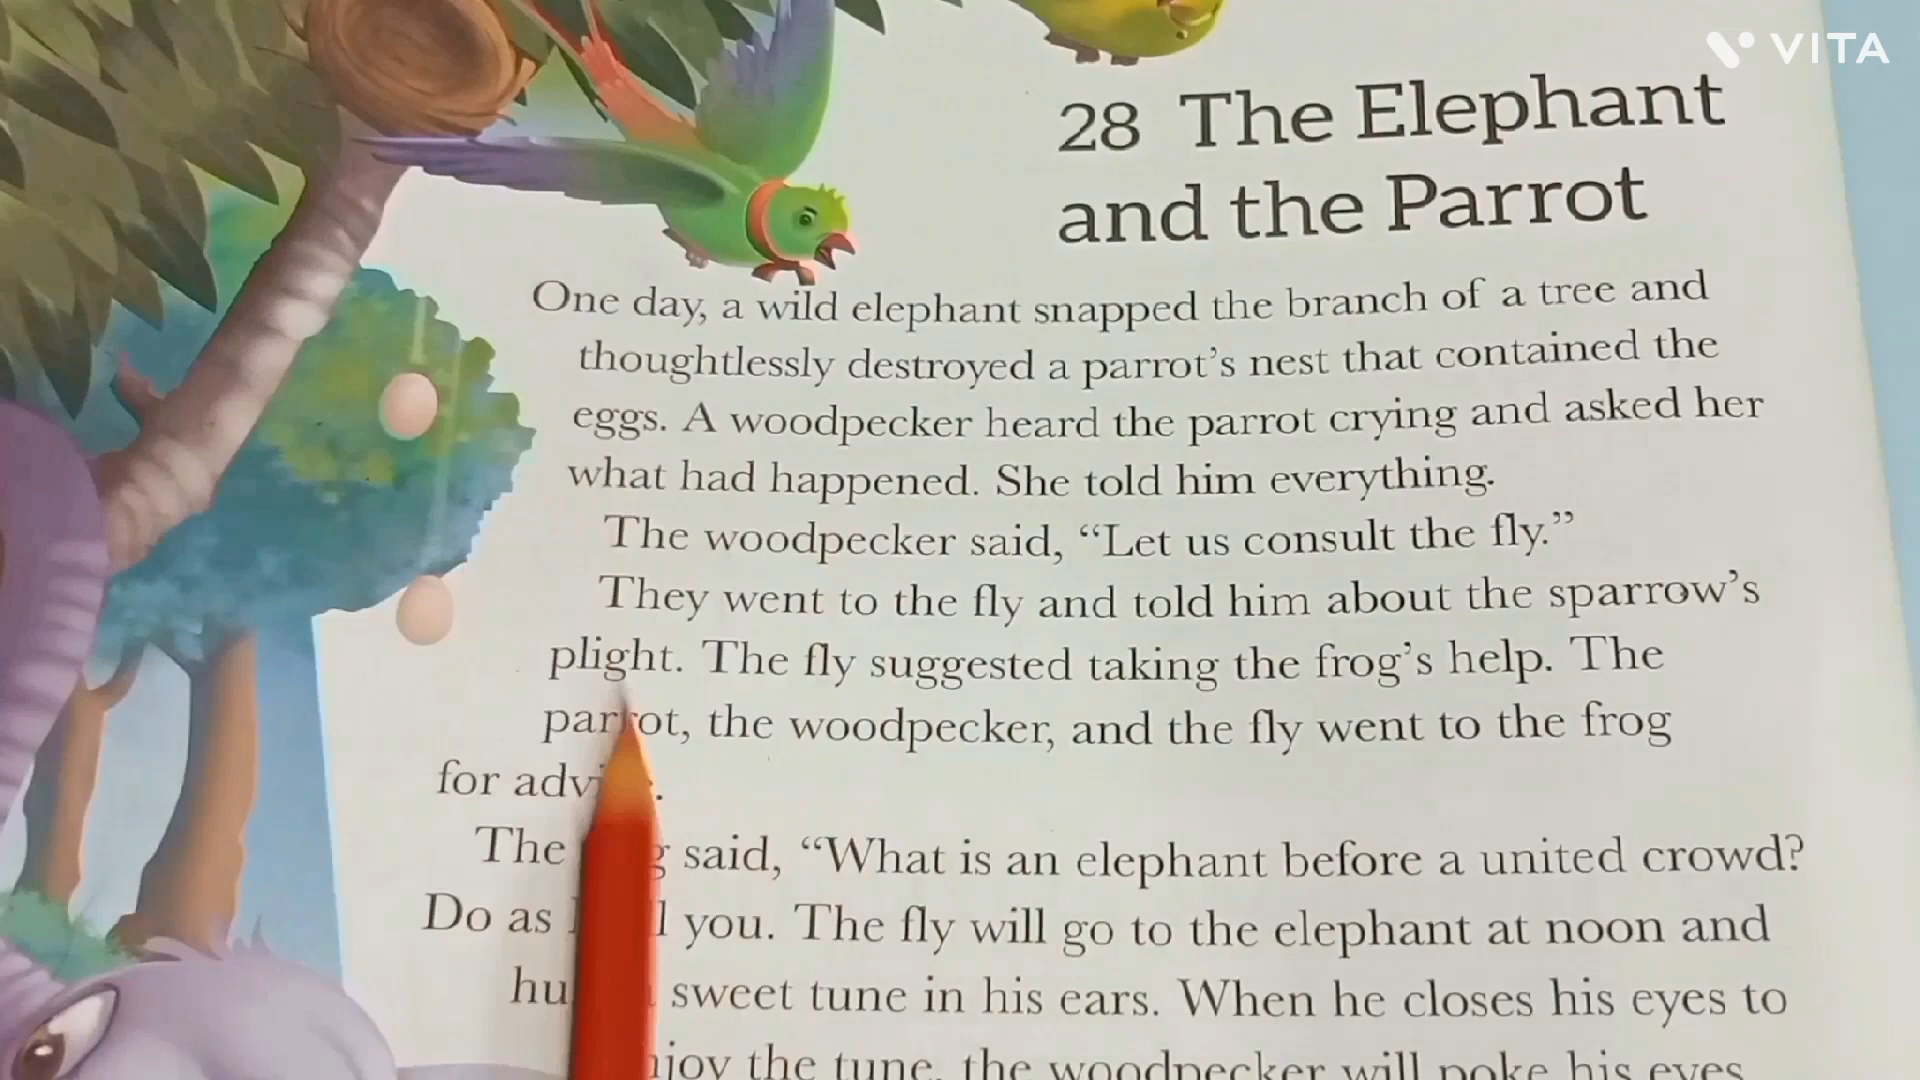 VITA
28 The Elephant
and the Parrot
One day, a wild elephant snapped the branch of a tree and
thoughtlessly destroyed a parrot's nest that contained the
eggs. A woodpecker heard the parrot crying and asked her
what had happened. She told him everything.
The woodpecker said, “Let us consult the fly.”
They went to the fly and told him about the sparrow's
plight. The fly suggested taking the frog's help. The
parrot, the woodpecker, and the fly went to the frog
for
The said, “What is an elephant before a united crowd?
Do as you. The fly will go to the elephant at noon and
sweet tune in his ears. When he closes his eyes to
the tune, the woodpecker will poke his eyes